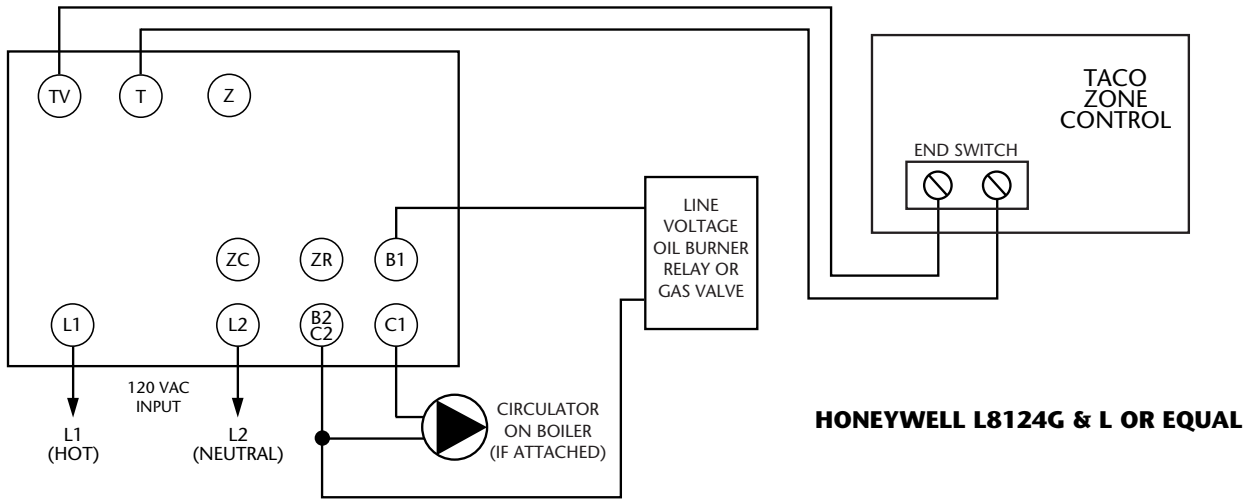 TV
T
Z
TACO
ZONE
CONTROL
END SWITCH
LINE
VOLTAGE
OIL BURNER
RELAY OR
GAS VALVE
ZC
ZR
B1
L1
L2
B2
C2
C1
120 VAC
INPUT
L1
(HOT)
L2
(NEUTRAL)
CIRCULATOR
ON BOILER
(IF ATTACHED)
HONEYWELL L8124G & L OR EQUAL